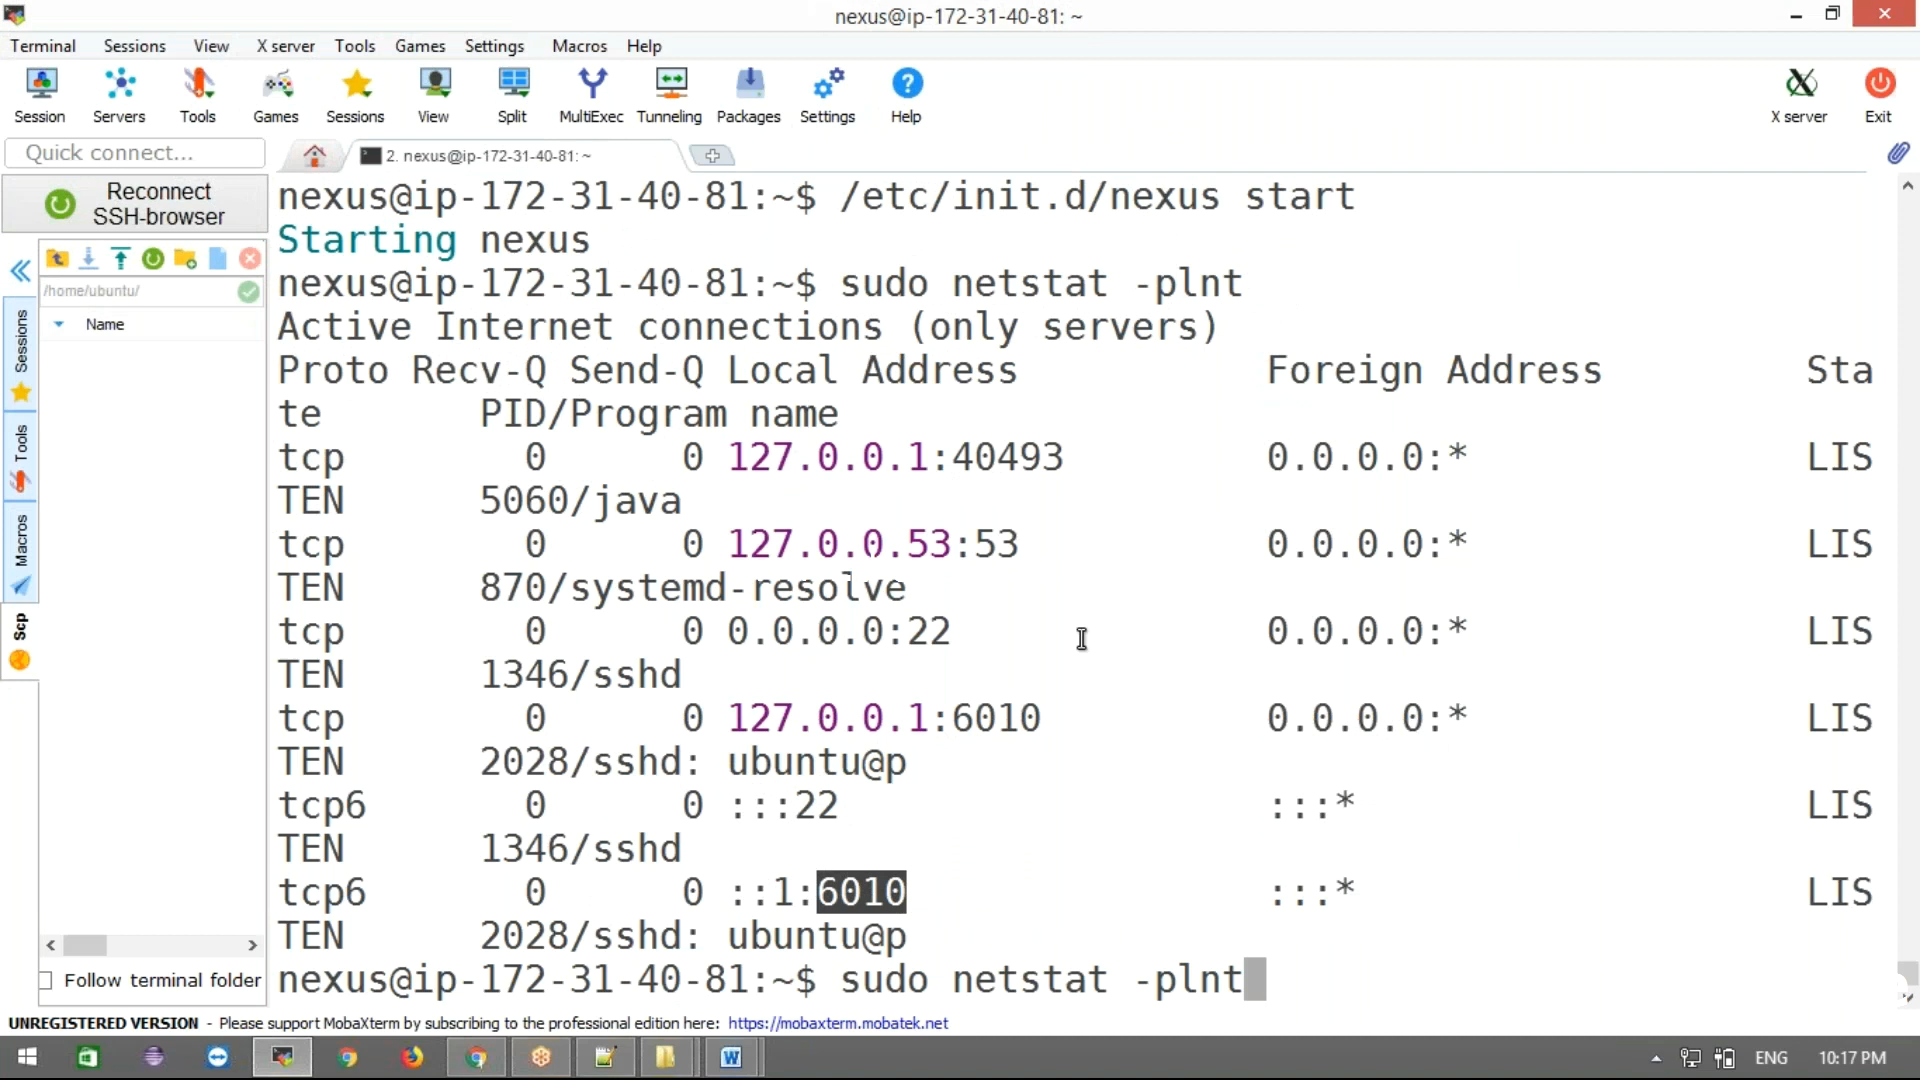 nexus@ip-172-31-40-81: ~
Terminal Sessions View X server Tools Games Settings Macros Help
Session Servers Tools Games Sessions View Split MultiExec Tunneling Packages Settings Help X server Exit
Quick connect...
2. nexus@ip-172-31-40-81: ~
Reconnect
SSH-browser
/home/ubuntu/
Name
Sessions
Tools
Macros
Scp
Follow terminal folder
nexus@ip-172-31-40-81:~$ /etc/init.d/nexus start
Starting nexus
nexus@ip-172-31-40-81:~$ sudo netstat -plnt
Active Internet connections (only servers)
Proto Recv-Q Send-Q Local Address Foreign Address Sta
te PID/Program name
tcp 0 0 127.0.0.1:40493 0.0.0.0:* LIS
TEN 5060/java
tcp 0 0 127.0.0.53:53 0.0.0.0:* LIS
TEN 870/systemd-resolve
tcp 0 0 0.0.0.0:22 0.0.0.0:* LIS
TEN 1346/sshd
tcp 0 0 127.0.0.1:6010 0.0.0.0:* LIS
TEN 2028/sshd: ubuntu@p
tcp6 0 0 :::22 :::* LIS
TEN 1346/sshd
tcp6 0 0 ::1:6010 :::* LIS
TEN 2028/sshd: ubuntu@p
nexus@ip-172-31-40-81:~$ sudo netstat -plnt
UNREGISTERED VERSION - Please support MobaXterm by subscribing to the professional edition here: https://mobaxterm.mobatek.net
ENG 10:17 PM